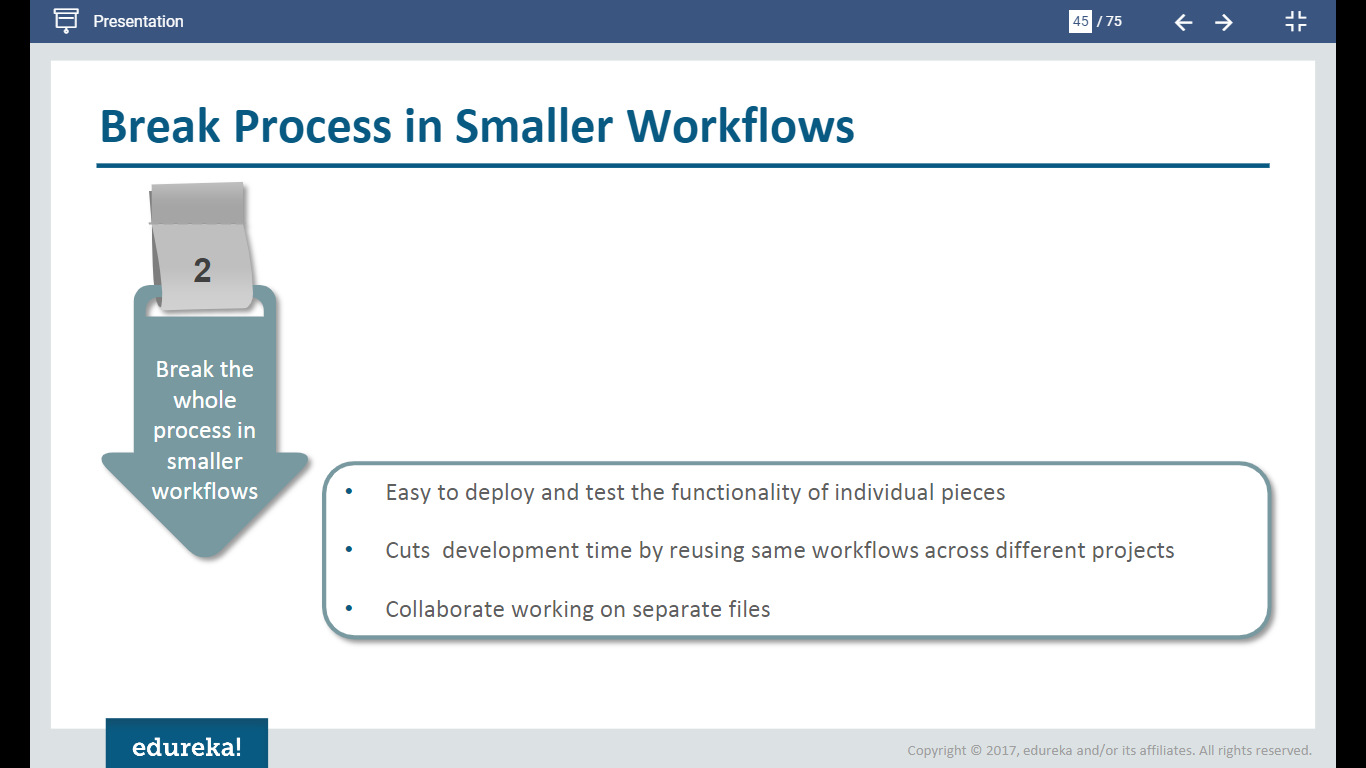 Presentation
45 / 75
Break Process in Smaller Workflows
2
Break the
whole
process in
smaller
workflows
• Easy to deploy and test the functionality of individual pieces
• Cuts  development time by reusing same workflows across different projects
• Collaborate working on separate files
edureka!
Copyright © 2017, edureka and/or its affiliates. All rights reserved.